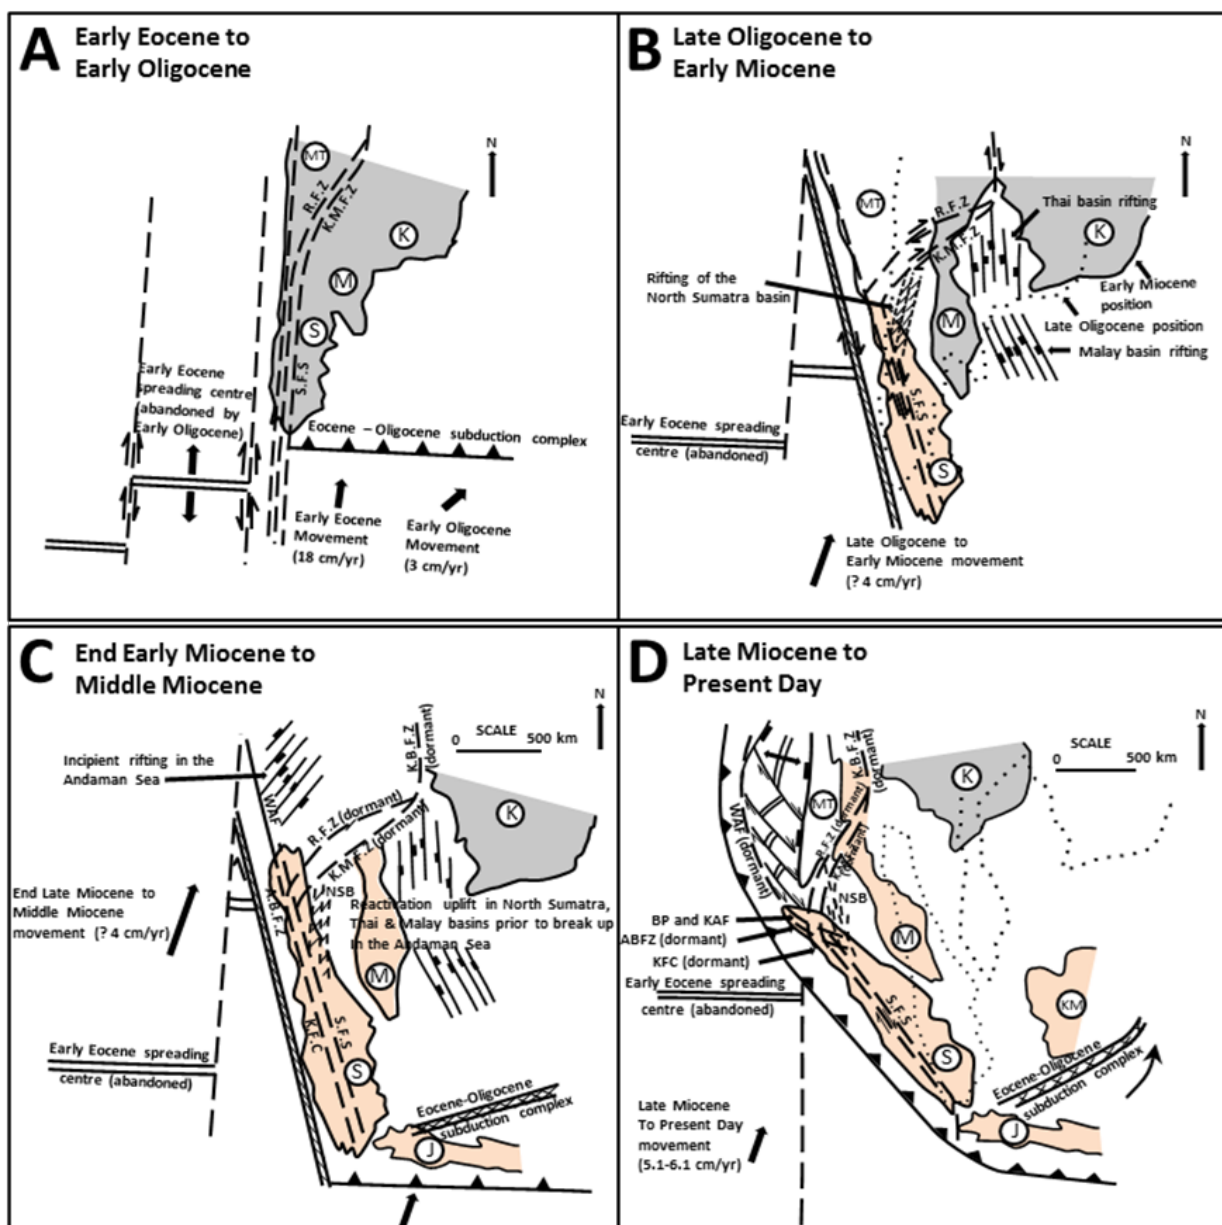 A
Early Eocene to
Early Oligocene
N
MT
R.F.Z
K.M.F.Z
K
M
S
S.F.S
Early Eocene
spreading centre
(abandoned by
Early Oligocene)
Eocene – Oligocene subduction complex
Early Eocene
Movement
(18 cm/yr)
Early Oligocene
Movement
(3 cm/yr)
B
Late Oligocene to
Early Miocene
N
MT
R.F.Z
K.M.F.Z
Thai basin rifting
K
Rifting of the
North Sumatra basin
Early Miocene
position
M
Late Oligocene position
Malay basin rifting
S.F.S
Early Eocene spreading
centre (abandoned)
S
Late Oligocene to
Early Miocene movement
(? 4 cm/yr)
C
End Early Miocene to
Middle Miocene
N
K.B.F.Z
(dormant)
SCALE
0 500 km
Incipient rifting in the
Andaman Sea
WAF
R.F.Z (dormant)
K.M.F.Z (dormant)
K
End Late Miocene to
Middle Miocene
movement (? 4 cm/yr)
A.B.F.Z
NSB
Reactivation uplift in North Sumatra,
Thai & Malay basins prior to break up
in the Andaman Sea
M
K.F.C
S.F.S
Early Eocene spreading
centre (abandoned)
S
Eocene-Oligocene
subduction complex
J
D
Late Miocene to
Present Day
N
K.B.F.Z
(dormant)
SCALE
0 500 km
K
MT
WAF (dormant)
R.F.Z (dormant)
NSB
BP and KAF
ABFZ (dormant)
KFC (dormant)
M
Early Eocene spreading
centre (abandoned)
KM
S.F.S
S
Eocene-Oligocene
subduction complex
Late Miocene
To Present Day
movement
(5.1-6.1 cm/yr)
J